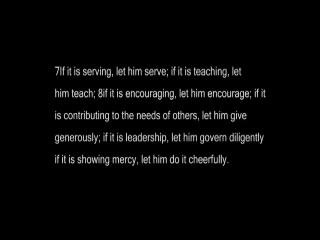 7If it is serving, let him serve; if it is teaching, let
him teach; 8if it is encouraging, let him encourage; if it
is contributing to the needs of others, let him give
generously; if it is leadership, let him govern diligently
if it is showing mercy, let him do it cheerfully.